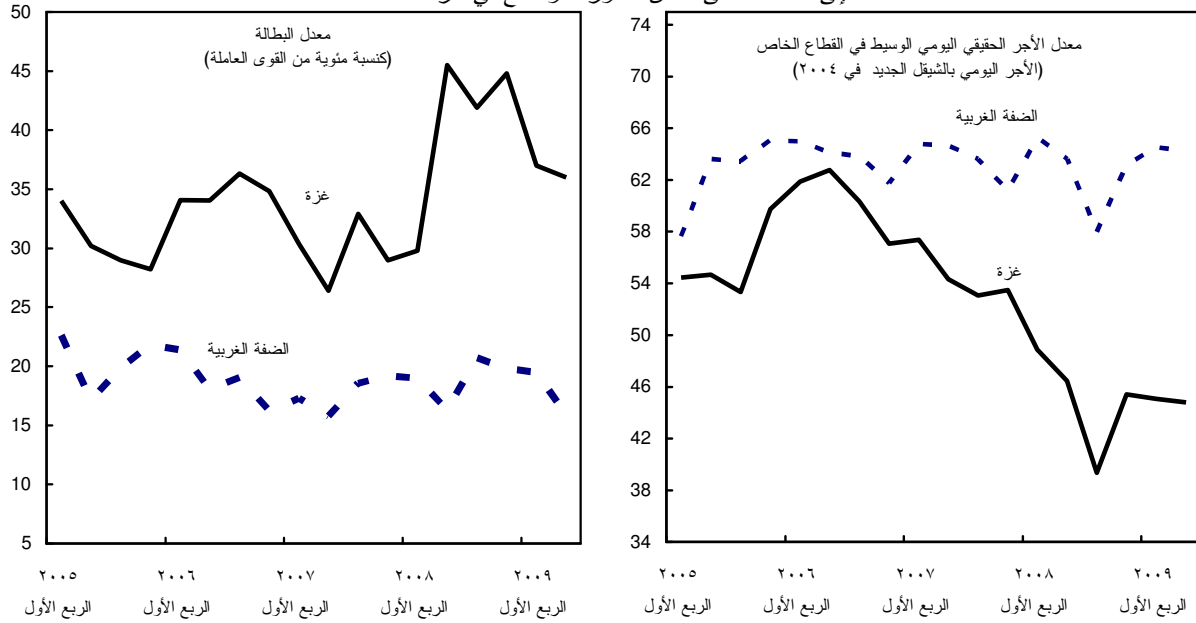 معدل البطالة
(كنسبة مئوية من القوى العاملة)
غزة
الضفة الغربية
50
45
40
35
30
25
20
15
10
5
٢٠٠٥ ٢٠٠٦ ٢٠٠٧ ٢٠٠٨ ٢٠٠٩
الربع الأول الربع الأول الربع الأول الربع الأول الربع الأول
معدل الأجر الحقيقي اليومي الوسيط في القطاع الخاص
(الأجر اليومي بالشيقل الجديد في ٢٠٠٤)
الضفة الغربية
غزة
74
70
66
62
58
54
50
46
42
38
34
٢٠٠٥ ٢٠٠٦ ٢٠٠٧ ٢٠٠٨ ٢٠٠٩
الربع الأول الربع الأول الربع الأول الربع الأول الربع الأول